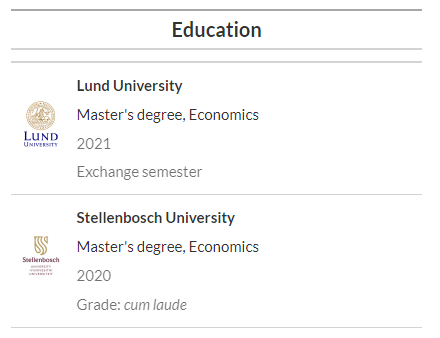 Education
Lund University
Master's degree, Economics
2021
Exchange semester
LUND
UNIVERSITY
Stellenbosch University
Master's degree, Economics
2020
Grade: cum laude
Stellenbosch
UNIVERSITY
IYUNIVESITHI
UNIVERSITEIT